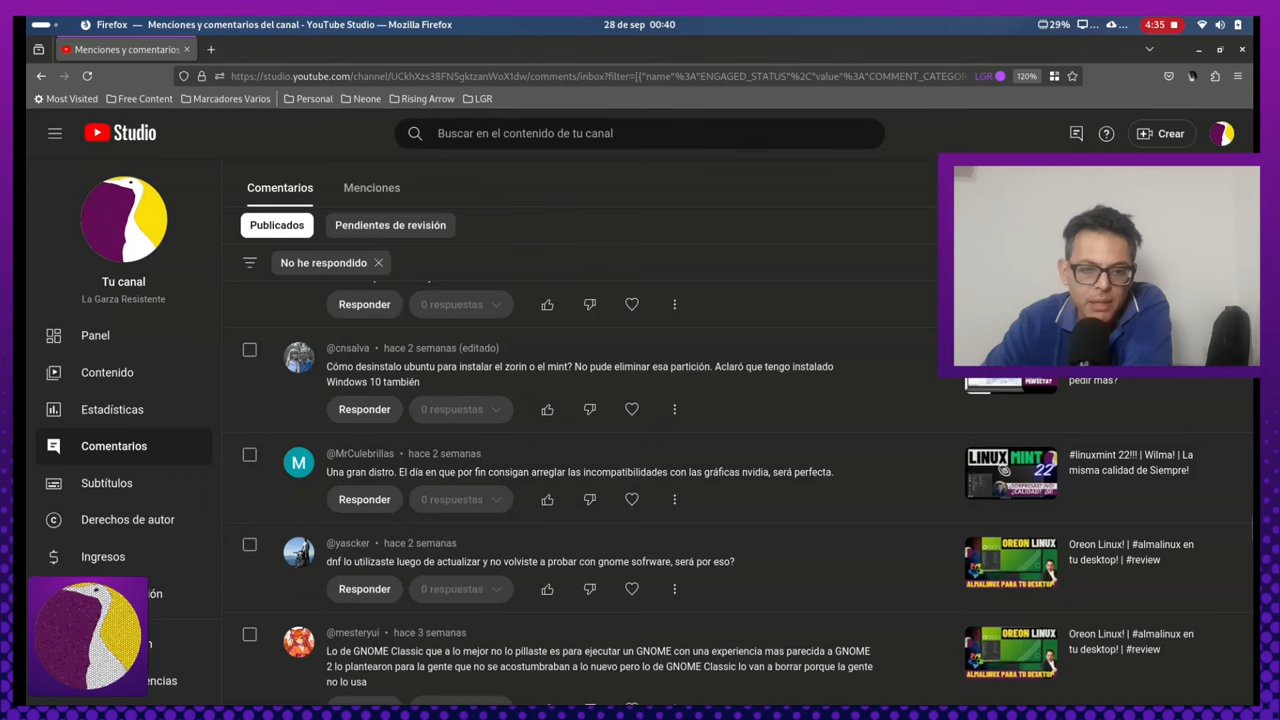 Firefox — Menciones y comentarios del canal - YouTube Studio — Mozilla Firefox
28 de sep 00:40
29%
4:35
Menciones y comentarios
https://studio.youtube.com/channel/UCkhXzs38FN5gktzanWoX1dw/comments/inbox?filter=[{"name"%3A"ENGAGED_STATUS"%2C"value"%3A"COMMENT_CATEGOR
LGR
120%
Most Visited
Free Content
Marcadores Varios
Personal
Neone
Rising Arrow
LGR
Studio
Buscar en el contenido de tu canal
Crear
Tu canal
La Garza Resistente
Panel
Contenido
Estadísticas
Comentarios
Subtítulos
Derechos de autor
Ingresos
Comentarios
Menciones
Publicados
Pendientes de revisión
No he respondido
Responder
0 respuestas
@cnsalva • hace 2 semanas (editado)
Cómo desinstalo ubuntu para instalar el zorin o el mint? No pude eliminar esa partición. Aclaró que tengo instalado
Windows 10 también
Responder
0 respuestas
pedir más?
M
@MrCulebrillas • hace 2 semanas
Una gran distro. El día en que por fin consigan arreglar las incompatibilidades con las gráficas nvidia, será perfecta.
Responder
0 respuestas
LINUX MINT
22
#linuxmint 22!!! | Wilma! | La
misma calidad de Siempre!
@yascker • hace 2 semanas
dnf lo utilizaste luego de actualizar y no volviste a probar con gnome sofrware, será por eso?
Responder
0 respuestas
OREON LINUX
ALMALINUX PARA TU DESKTOP!
Oreon Linux! | #almalinux en
tu desktop! | #review
@mesteryui • hace 3 semanas
Lo de GNOME Classic que a lo mejor no lo pillaste es para ejecutar un GNOME con una experiencia mas parecida a GNOME
2 lo plantearon para la gente que no se acostumbraban a lo nuevo pero lo de GNOME Classic lo van a borrar porque la gente
no lo usa
OREON LINUX
ALMALINUX PARA TU DESKTOP!
Oreon Linux! | #almalinux en
tu desktop! | #review